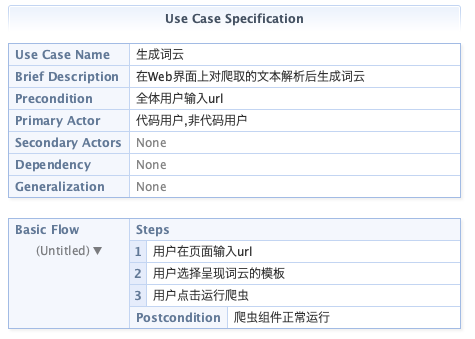 Use Case Specification
Use Case Name 生成词云
Brief Description 在Web界面上对爬取的文本解析后生成词云
Precondition 全体用户输入url
Primary Actor 代码用户,非代码用户
Secondary Actors None
Dependency None
Generalization None
Basic Flow Steps
(Untitled) ▼
1 用户在页面输入url
2 用户选择呈现词云的模板
3 用户点击运行爬虫
Postcondition 爬虫组件正常运行